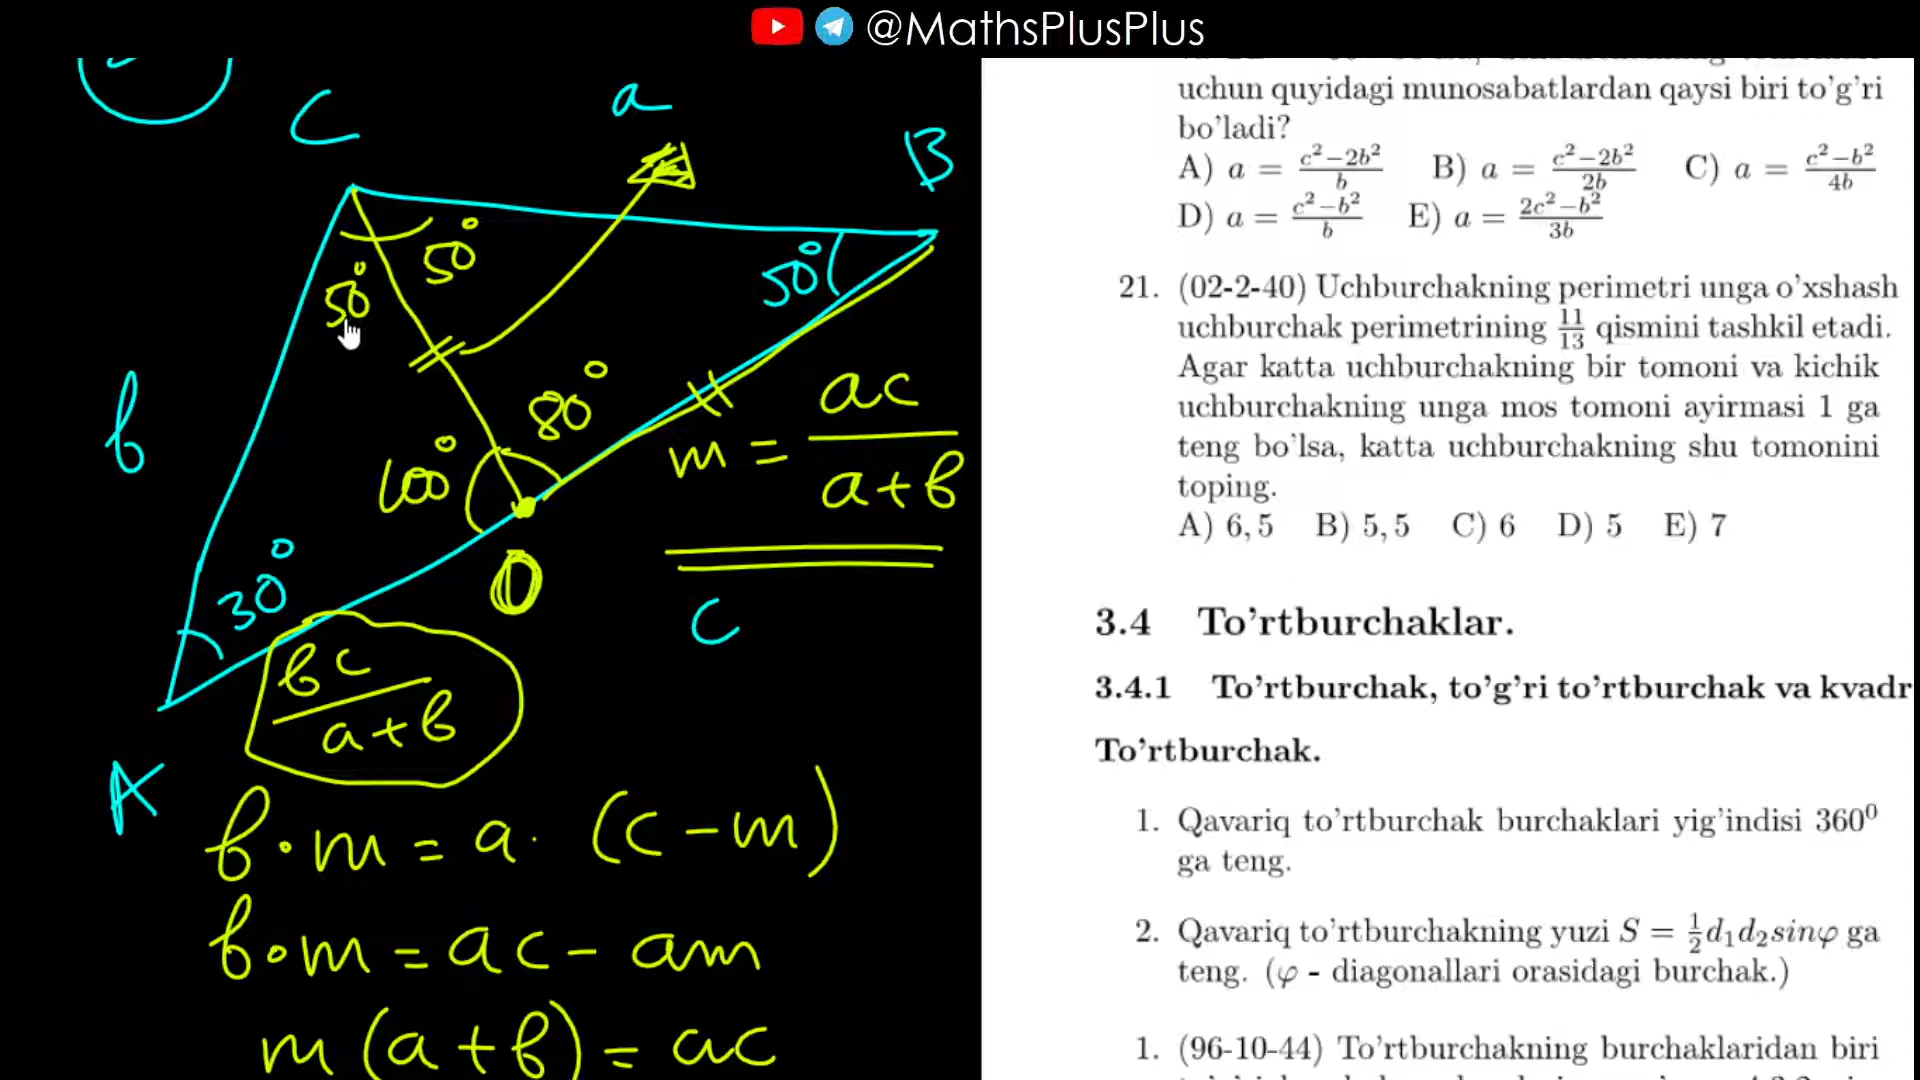 @MathsPlusPlus
C
a
B
50°
50°
50°
b
80°
100°
m = ac / a+b
30°
O
c
bc / a+b
A
b·m = a·(c-m)
b·m = ac - am
m(a+b) = ac
uchun quyidagi munosabatlardan qaysi biri to'g'ri
bo'ladi?
A) a = c²−2b² / b B) a = c²−2b² / 2b C) a = c²−b² / 4b
D) a = c²−b² / b E) a = 2c²−b² / 3b
21. (02-2-40) Uchburchakning perimetri unga o'xshash
uchburchak perimetrining 11/13 qismini tashkil etadi.
Agar katta uchburchakning bir tomoni va kichik
uchburchakning unga mos tomoni ayirmasi 1 ga
teng bo'lsa, katta uchburchakning shu tomonini
toping.
A) 6, 5 B) 5, 5 C) 6 D) 5 E) 7
3.4 To'rtburchaklar.
3.4.1 To'rtburchak, to'g'ri to'rtburchak va kvadr
To'rtburchak.
1. Qavariq to'rtburchak burchaklari yig'indisi 360⁰
ga teng.
2. Qavariq to'rtburchakning yuzi S = 1/2 d₁d₂sinφ ga
teng. (φ - diagonallari orasidagi burchak.)
1. (96-10-44) To'rtburchakning burchaklaridan biri